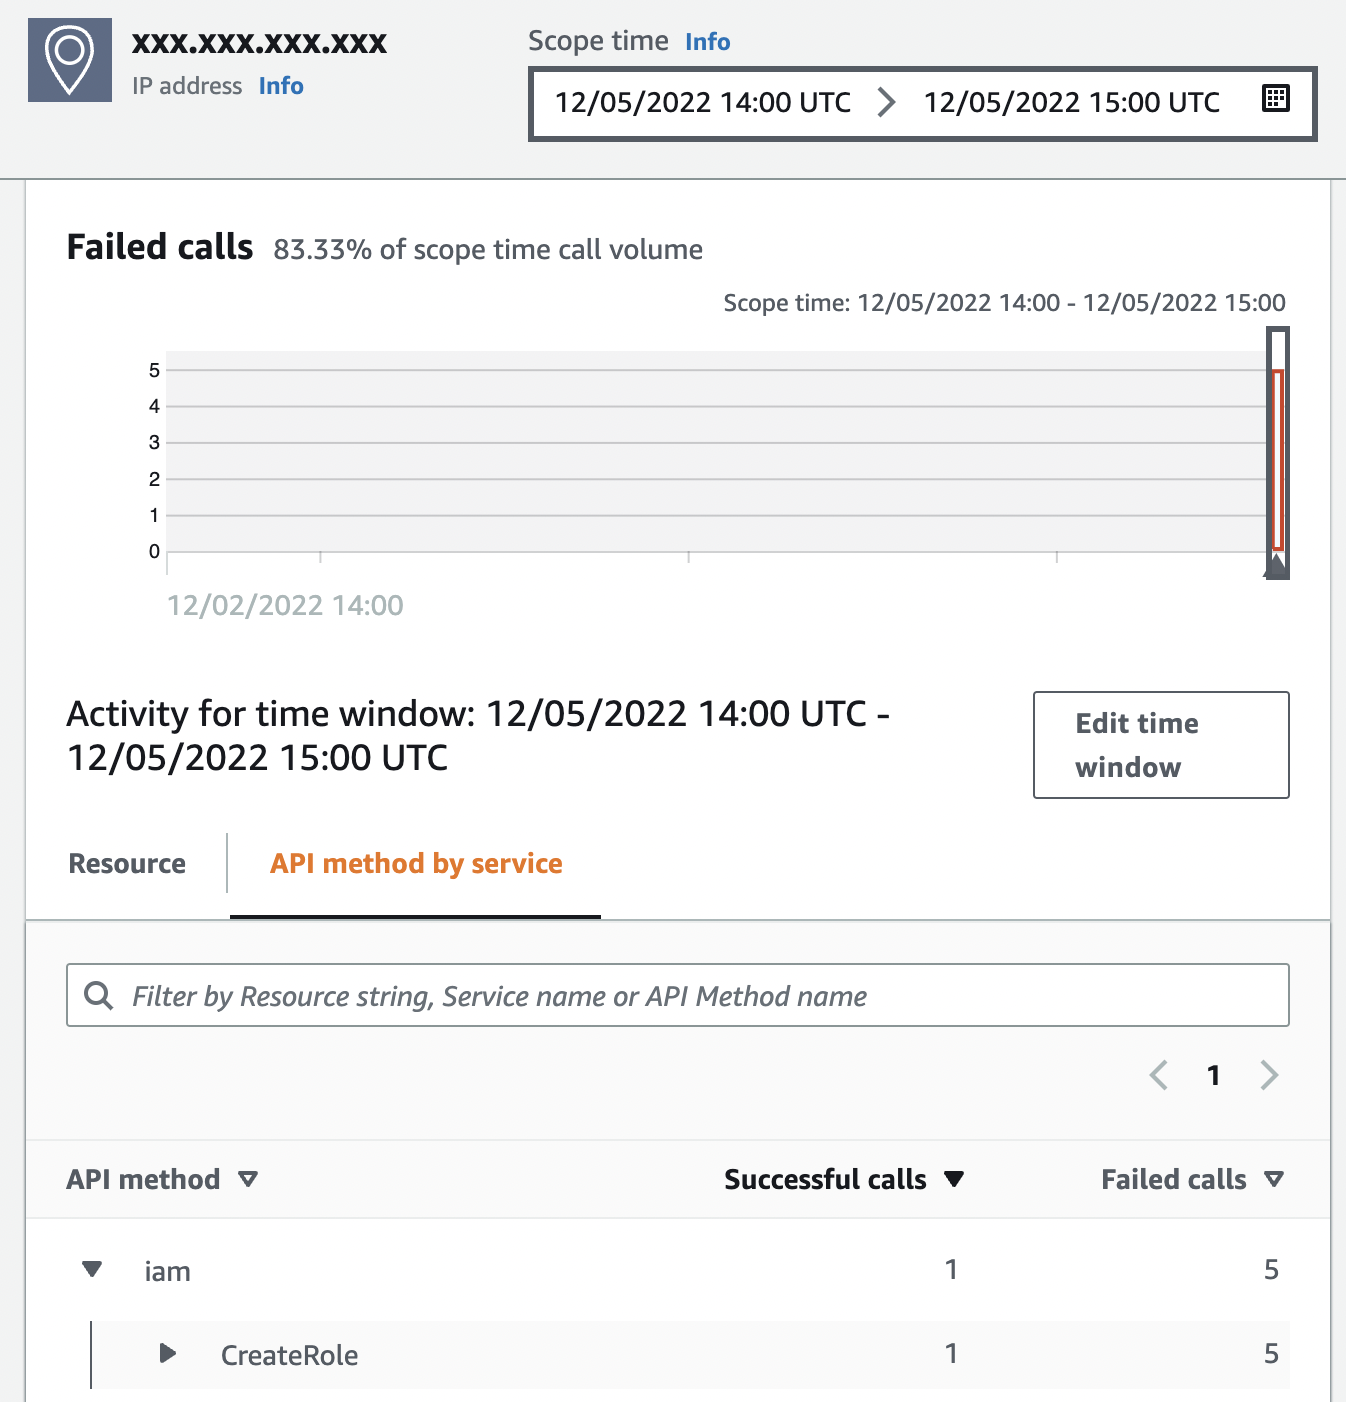 xxx.xxx.xxx.xxx
IP address Info
Scope time Info
12/05/2022 14:00 UTC 12/05/2022 15:00 UTC
Failed calls 83.33% of scope time call volume
Scope time: 12/05/2022 14:00 - 12/05/2022 15:00
5
4
3
2
1
0
12/02/2022 14:00
Activity for time window: 12/05/2022 14:00 UTC -
12/05/2022 15:00 UTC
Edit time
window
Resource API method by service
Filter by Resource string, Service name or API Method name
1
API method Successful calls Failed calls
iam 1 5
CreateRole 1 5